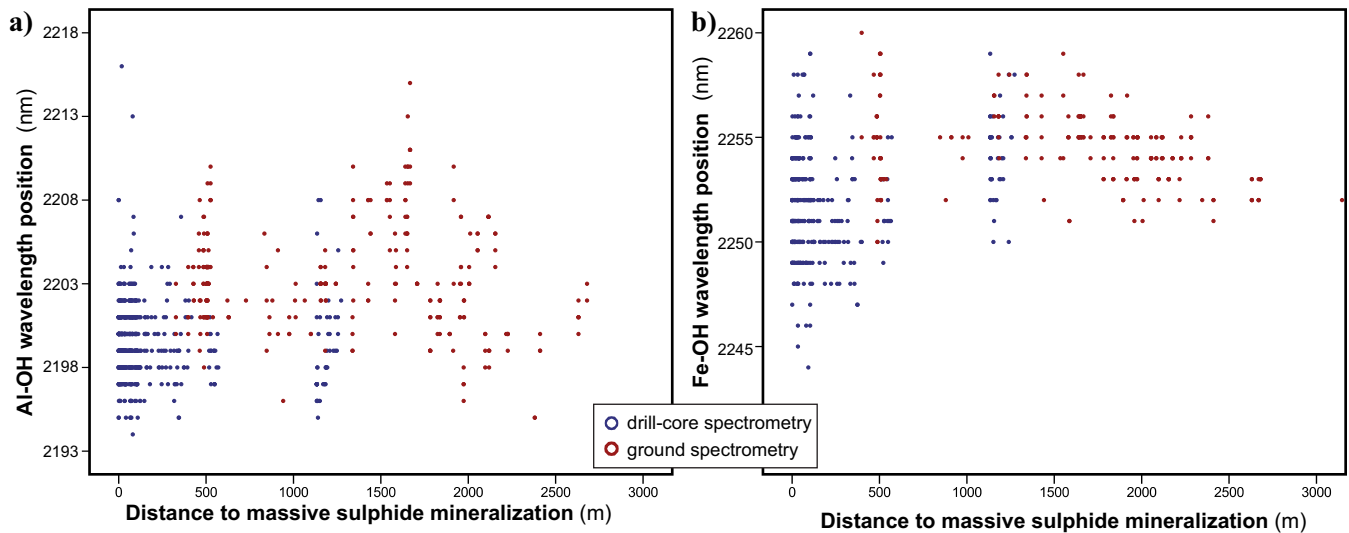 a)
Al-OH wavelength position (nm)
2218
2213
2208
2203
2198
2193
0 500 1000 1500 2000 2500 3000
Distance to massive sulphide mineralization (m)
b)
Fe-OH wavelength position (nm)
2260
2255
2250
2245
0 500 1000 1500 2000 2500 3000
Distance to massive sulphide mineralization (m)
drill-core spectrometry
ground spectrometry